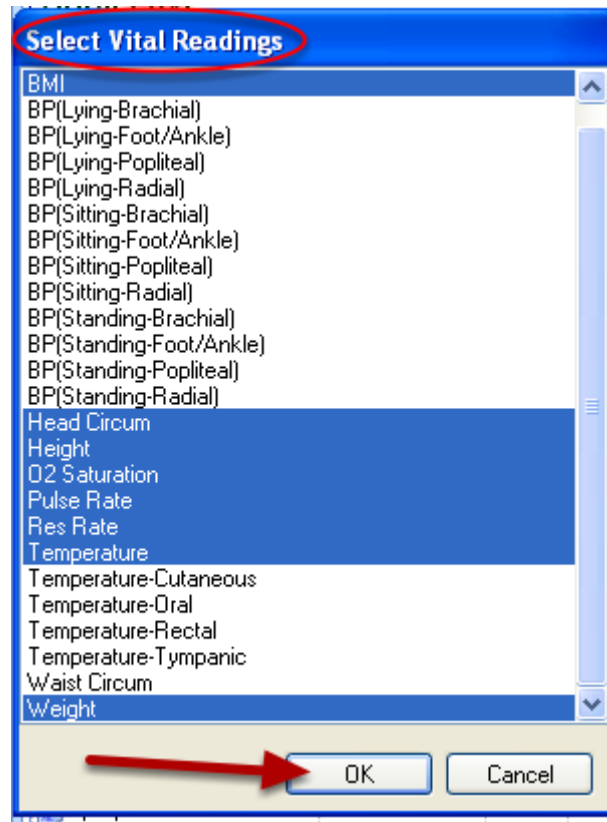 Select Vital Readings
BMI
BP(Lying-Brachial)
BP(Lying-Foot/Ankle)
BP(Lying-Popliteal)
BP(Lying-Radial)
BP(Sitting-Brachial)
BP(Sitting-Foot/Ankle)
BP(Sitting-Popliteal)
BP(Sitting-Radial)
BP(Standing-Brachial)
BP(Standing-Foot/Ankle)
BP(Standing-Popliteal)
BP(Standing-Radial)
Head Circum
Height
O2 Saturation
Pulse Rate
Res Rate
Temperature
Temperature-Cutaneous
Temperature-Oral
Temperature-Rectal
Temperature-Tympanic
Waist Circum
Weight
OK Cancel